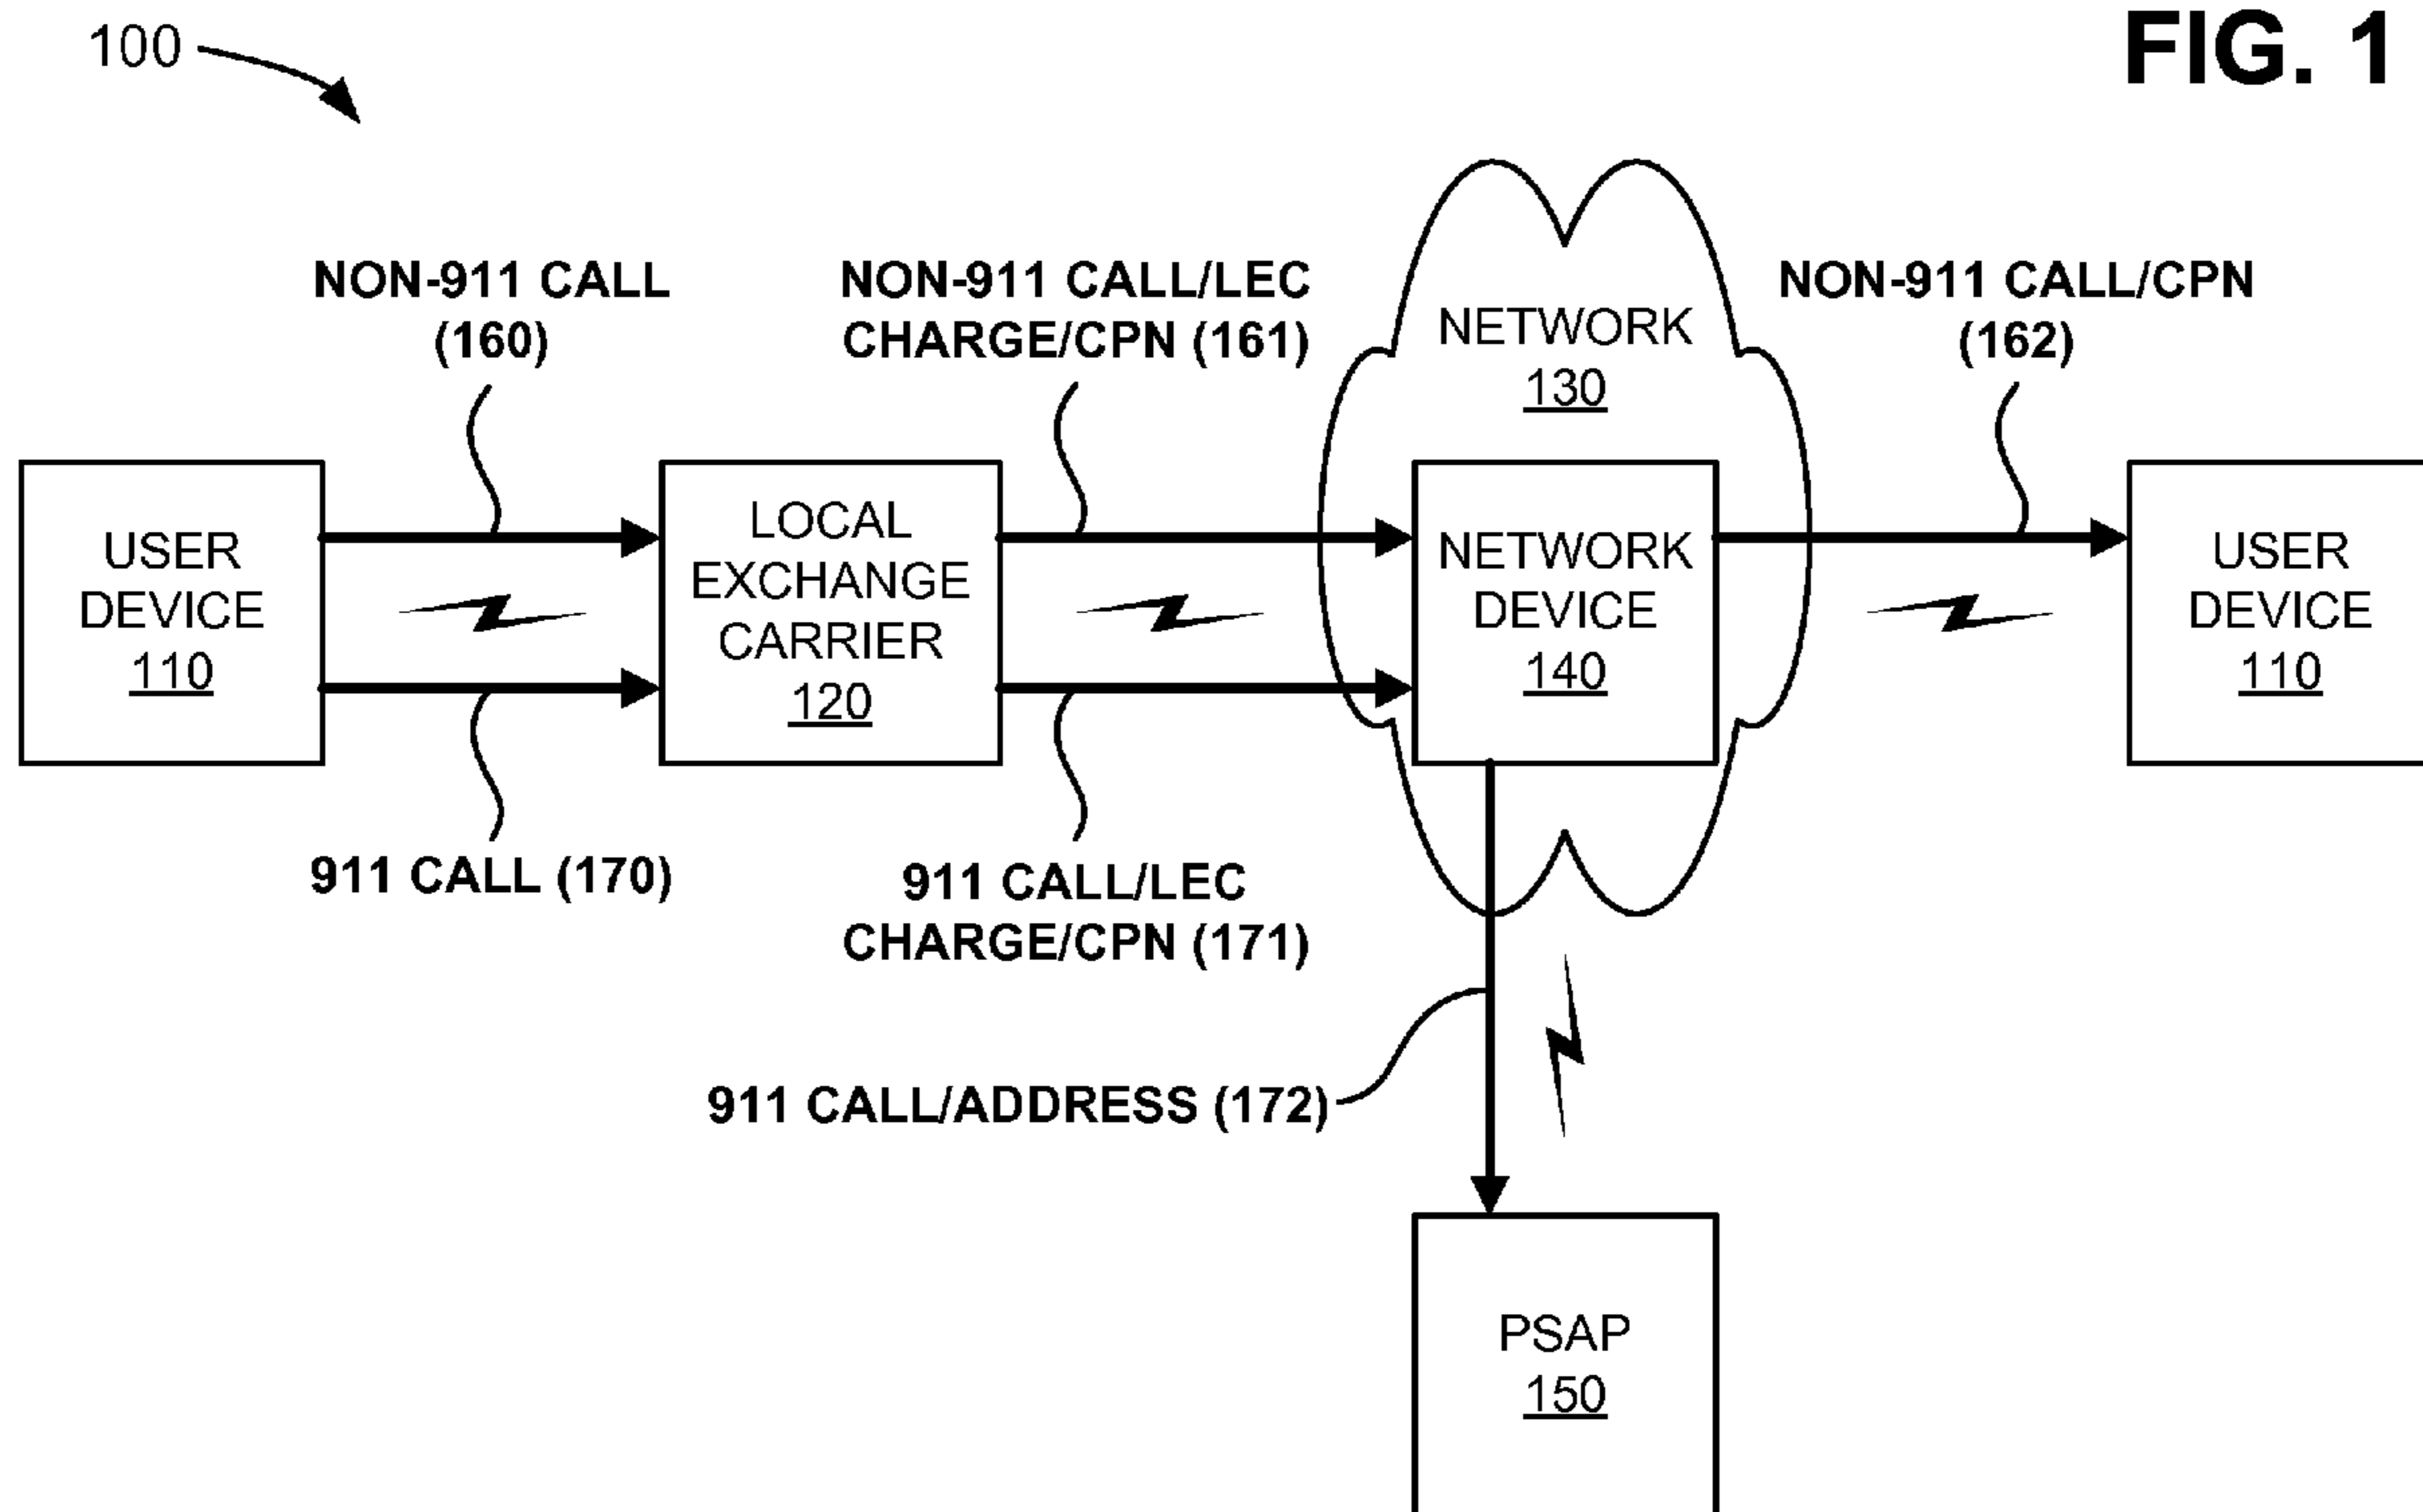 100
FIG. 1
NON-911 CALL
(160)
NON-911 CALL/LEC
CHARGE/CPN (161)
NETWORK
130
NON-911 CALL/CPN
(162)
USER
DEVICE
110
LOCAL
EXCHANGE
CARRIER
120
NETWORK
DEVICE
140
USER
DEVICE
110
911 CALL (170)
911 CALL/LEC
CHARGE/CPN (171)
911 CALL/ADDRESS (172)
PSAP
150